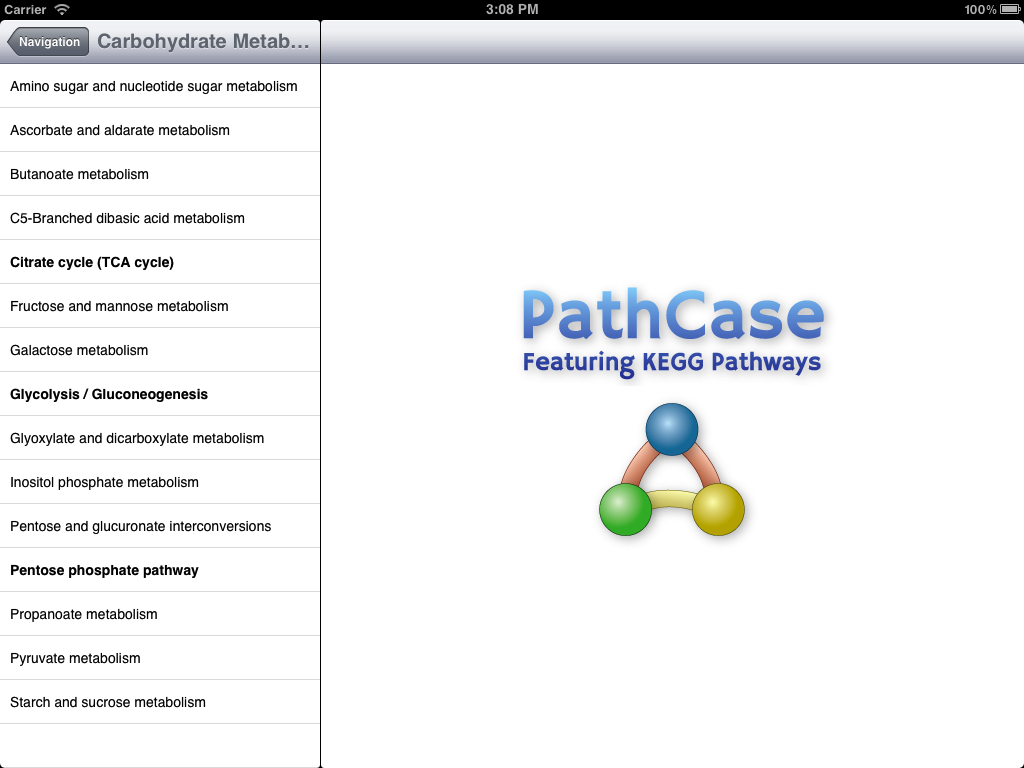 Carrier 3:08 PM 100%
Navigation Carbohydrate Metab...
Amino sugar and nucleotide sugar metabolism
Ascorbate and aldarate metabolism
Butanoate metabolism
C5-Branched dibasic acid metabolism
Citrate cycle (TCA cycle)
Fructose and mannose metabolism
Galactose metabolism
Glycolysis / Gluconeogenesis
Glyoxylate and dicarboxylate metabolism
Inositol phosphate metabolism
Pentose and glucuronate interconversions
Pentose phosphate pathway
Propanoate metabolism
Pyruvate metabolism
Starch and sucrose metabolism
PathCase
Featuring KEGG Pathways